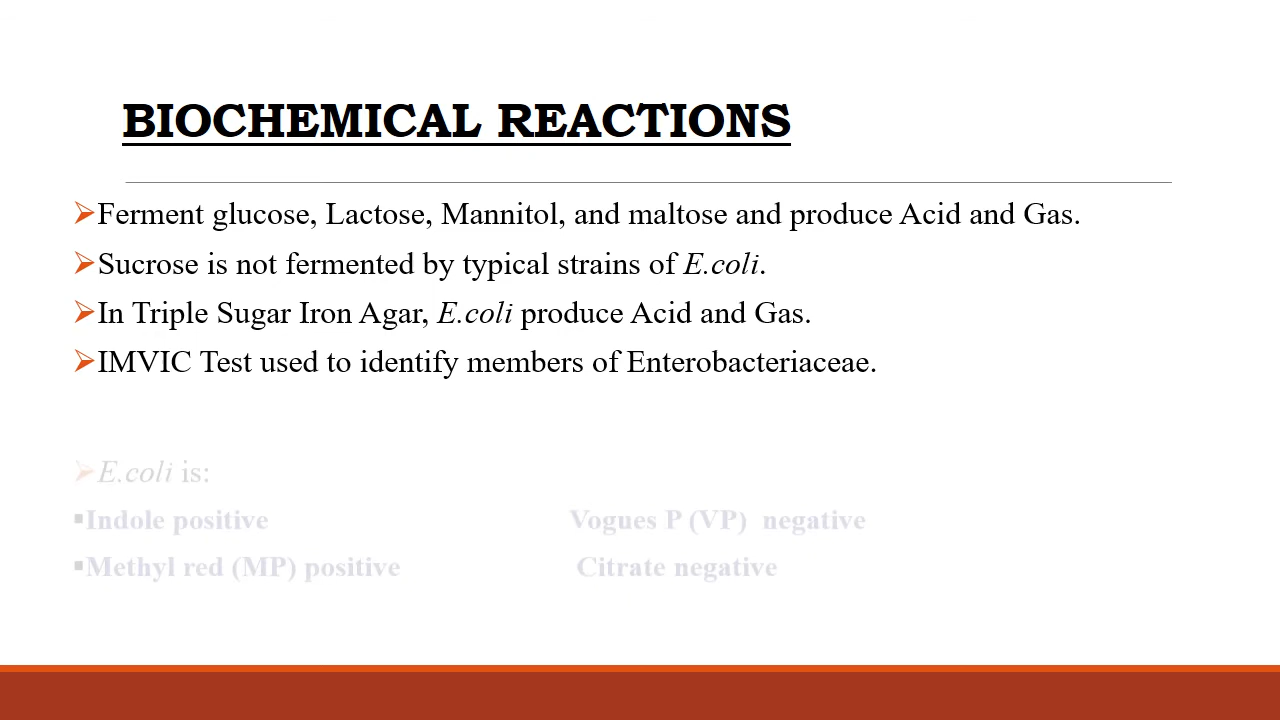 BIOCHEMICAL REACTIONS
➢Ferment glucose, Lactose, Mannitol, and maltose and produce Acid and Gas.
➢Sucrose is not fermented by typical strains of E.coli.
➢In Triple Sugar Iron Agar, E.coli produce Acid and Gas.
➢IMVIC Test used to identify members of Enterobacteriaceae.
➢E.coli is:
▪Indole positive Vogues P (VP) negative
▪Methyl red (MP) positive Citrate negative